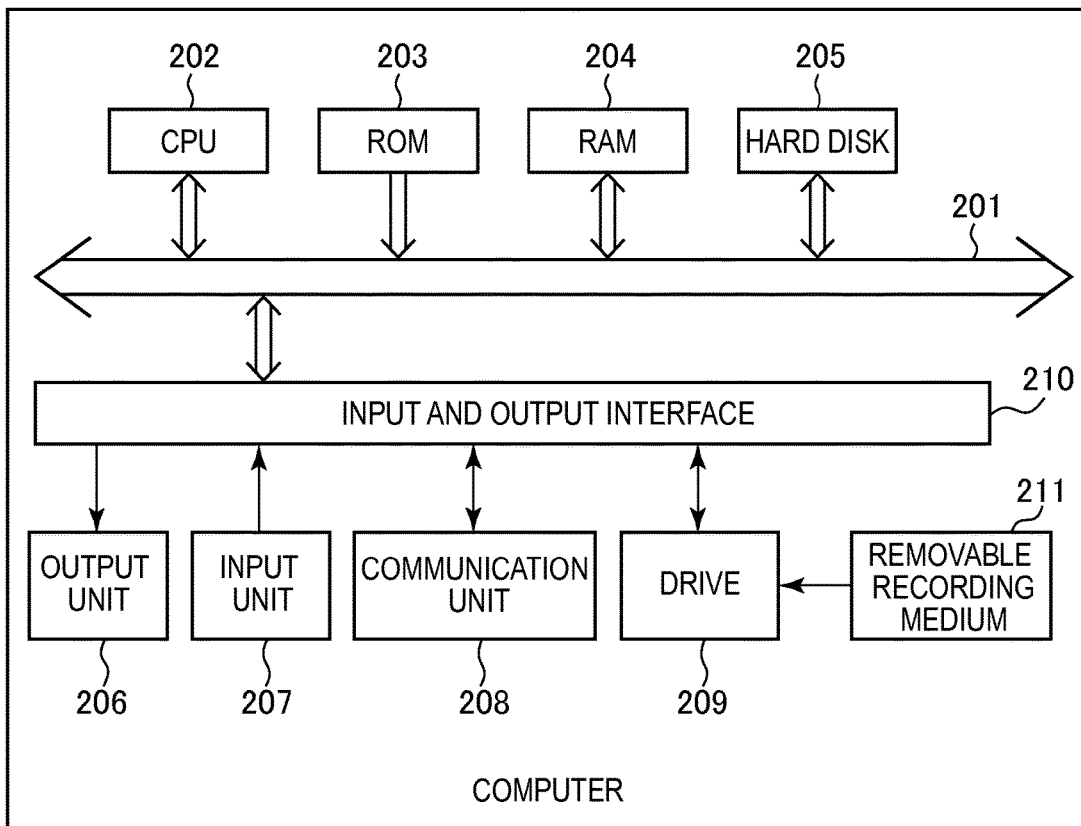 202 203 204 205
CPU ROM RAM HARD DISK
201
210
INPUT AND OUTPUT INTERFACE
211
OUTPUT
UNIT
INPUT
UNIT
COMMUNICATION
UNIT
DRIVE
REMOVABLE
RECORDING
MEDIUM
206 207 208 209
COMPUTER